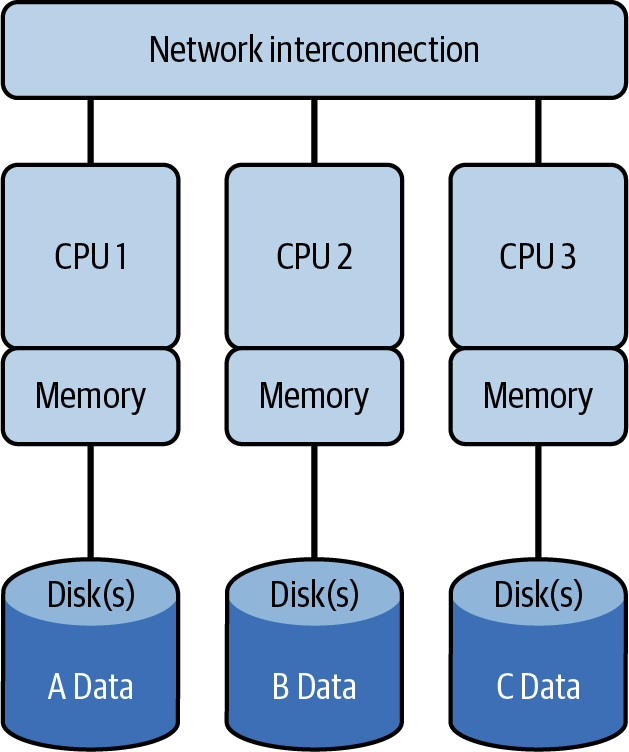 Network interconnection
CPU 1
CPU 2
CPU 3
Memory
Memory
Memory
Disk(s)
Disk(s)
Disk(s)
A Data
B Data
C Data